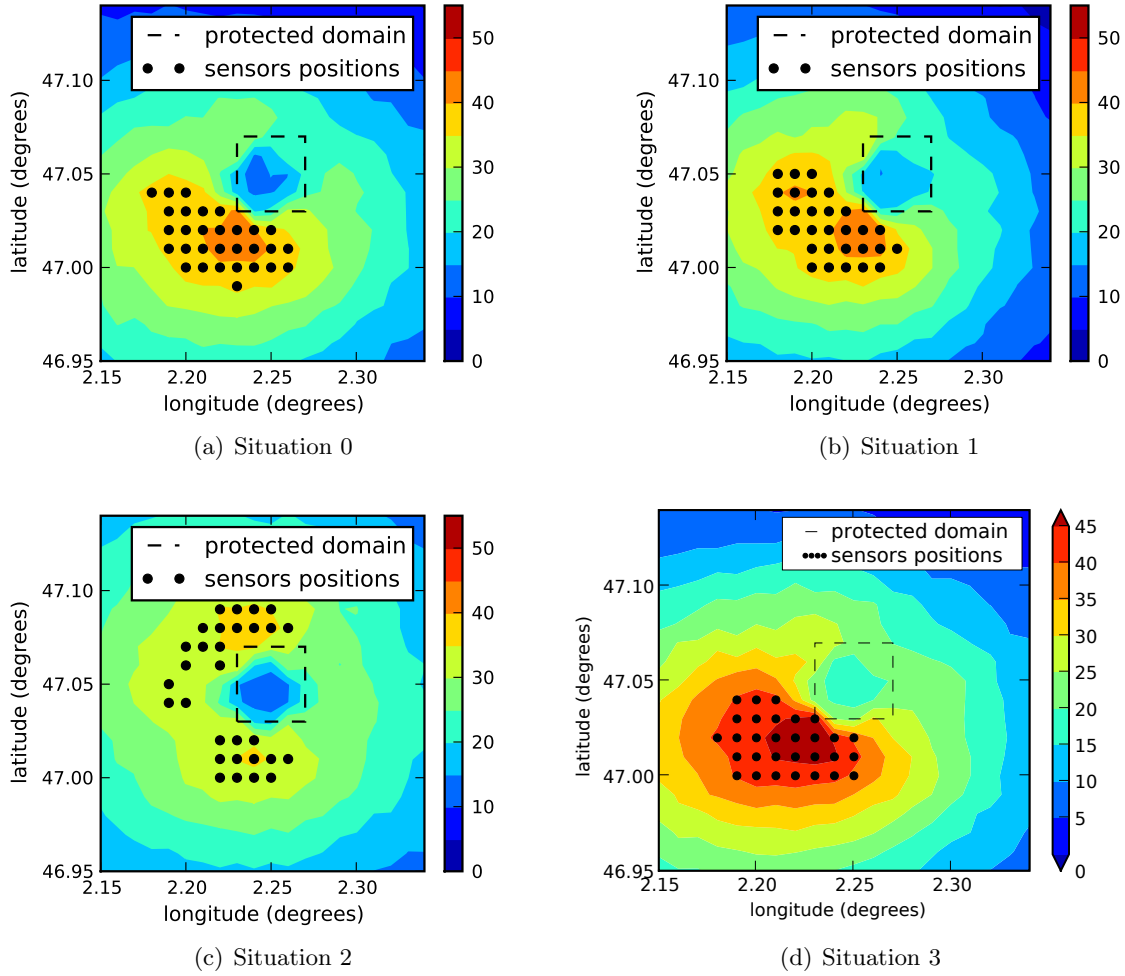 protected domain
sensors positions
47.10
47.05
47.00
46.95
2.15 2.20 2.25 2.30
latitude (degrees)
longitude (degrees)
50
40
30
20
10
0
(a) Situation 0
protected domain
sensors positions
47.10
47.05
47.00
46.95
2.15 2.20 2.25 2.30
latitude (degrees)
longitude (degrees)
50
40
30
20
10
0
(b) Situation 1
protected domain
sensors positions
47.10
47.05
47.00
46.95
2.15 2.20 2.25 2.30
latitude (degrees)
longitude (degrees)
50
40
30
20
10
0
(c) Situation 2
protected domain
sensors positions
47.10
47.05
47.00
46.95
2.15 2.20 2.25 2.30
latitude (degrees)
longitude (degrees)
45
40
35
30
25
20
15
10
5
0
(d) Situation 3